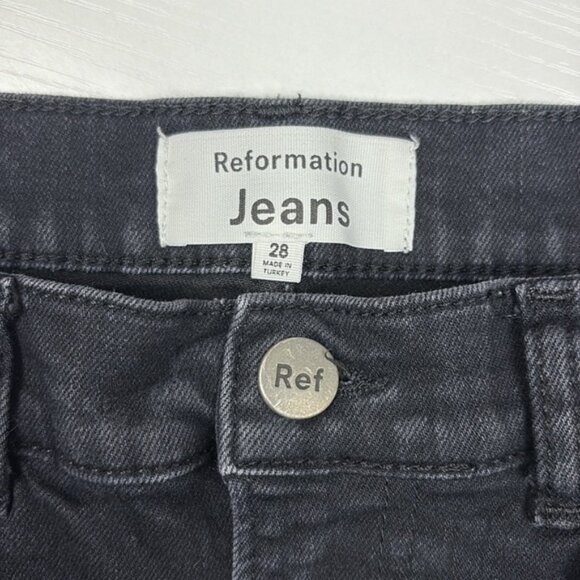 Reformation
Jeans
28
MADE IN
TURKEY
Ref